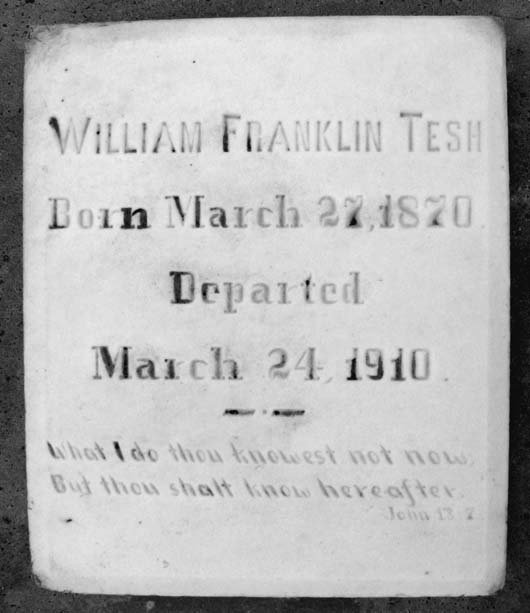 William Franklin Tesh
Born March 27, 1870.
Departed
March 24, 1910.
What I do thou knowest not now,
But thou shalt know hereafter.
John 13 7